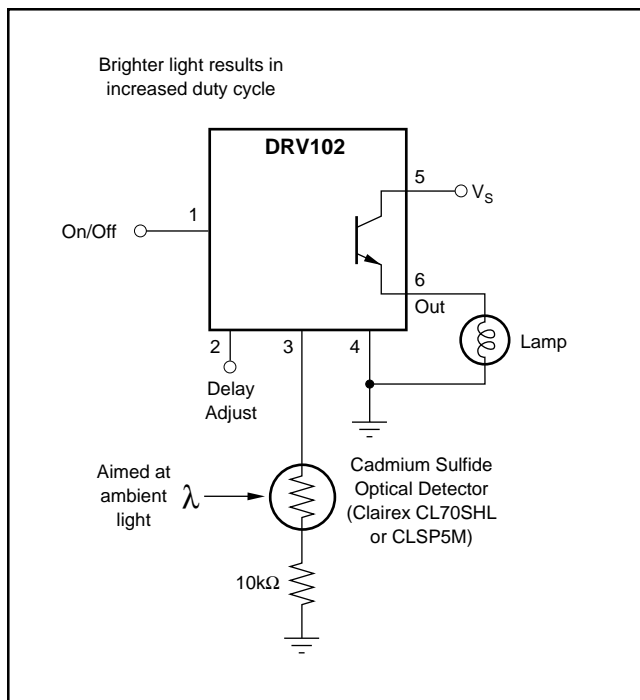 Brighter light results in
increased duty cycle
DRV102
5
V_S
1
On/Off
6
Out
2
3
4
Lamp
Delay
Adjust
Aimed at
ambient
light
λ
Cadmium Sulfide
Optical Detector
(Clairex CL70SHL
or CLSP5M)
10kΩ